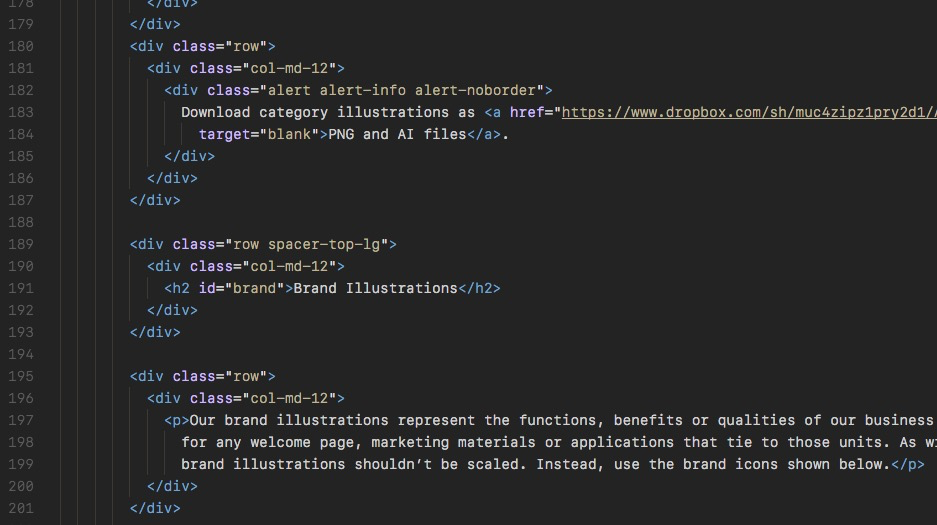 178 </div>
179 </div>
180 <div class="row">
181 <div class="col-md-12">
182 <div class="alert alert-info alert-noborder">
183 Download category illustrations as <a href="https://www.dropbox.com/sh/muc4zipz1pry2d1/
184 target="blank">PNG and AI files</a>.
185 </div>
186 </div>
187 </div>
188
189 <div class="row spacer-top-lg">
190 <div class="col-md-12">
191 <h2 id="brand">Brand Illustrations</h2>
192 </div>
193 </div>
194
195 <div class="row">
196 <div class="col-md-12">
197 <p>Our brand illustrations represent the functions, benefits or qualities of our business
198 for any welcome page, marketing materials or applications that tie to those units. As
199 brand illustrations shouldn’t be scaled. Instead, use the brand icons shown below.</p>
200 </div>
201 </div>